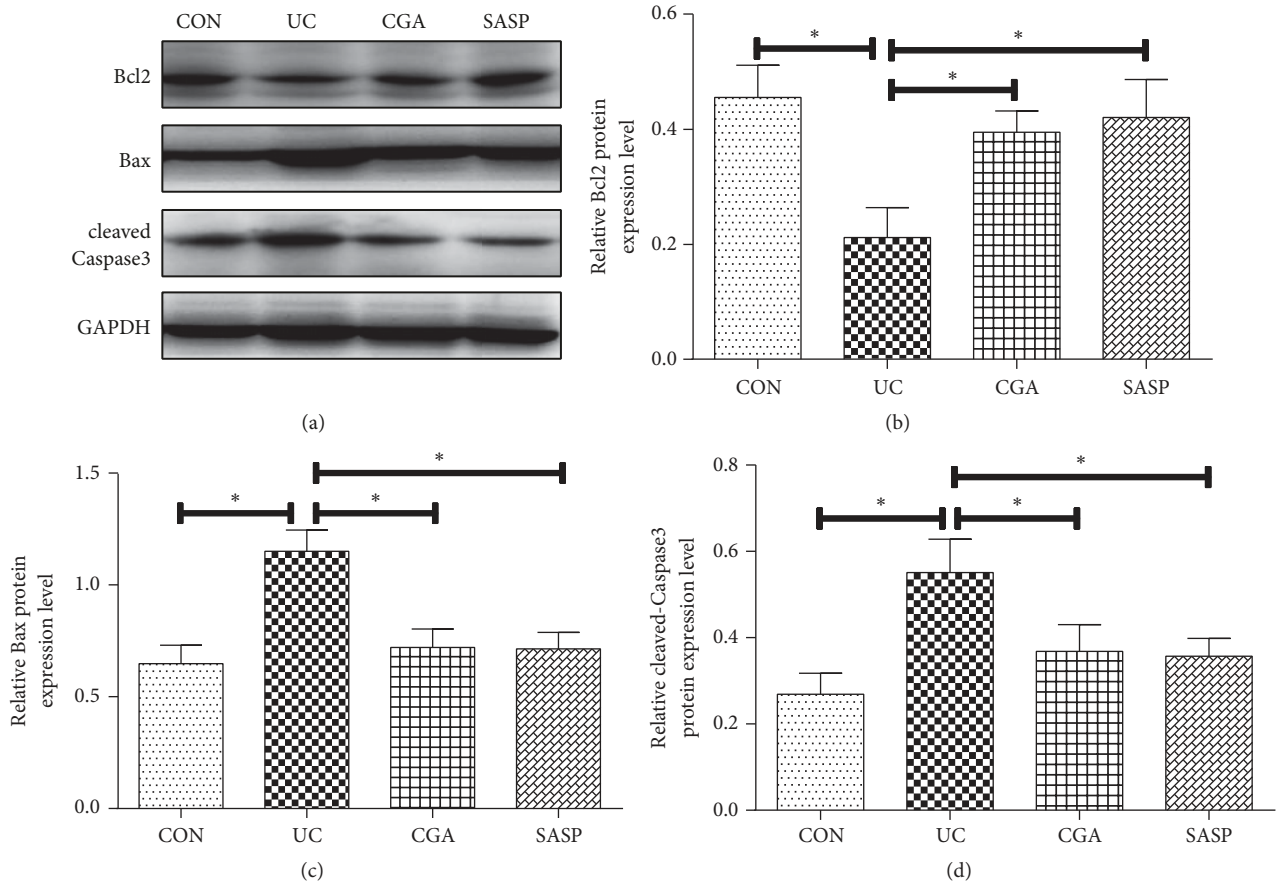 CON UC CGA SASP
Bcl2
Bax
cleaved
Caspase3
GAPDH
(a)
Relative Bcl2 protein
expression level
0.6
0.4
0.2
0.0
* * *
CON UC CGA SASP
(b)
Relative Bax protein
expression level
1.5
1.0
0.5
0.0
* * *
CON UC CGA SASP
(c)
Relative cleaved-Caspase3
protein expression level
0.8
0.6
0.4
0.2
0.0
* * *
CON UC CGA SASP
(d)